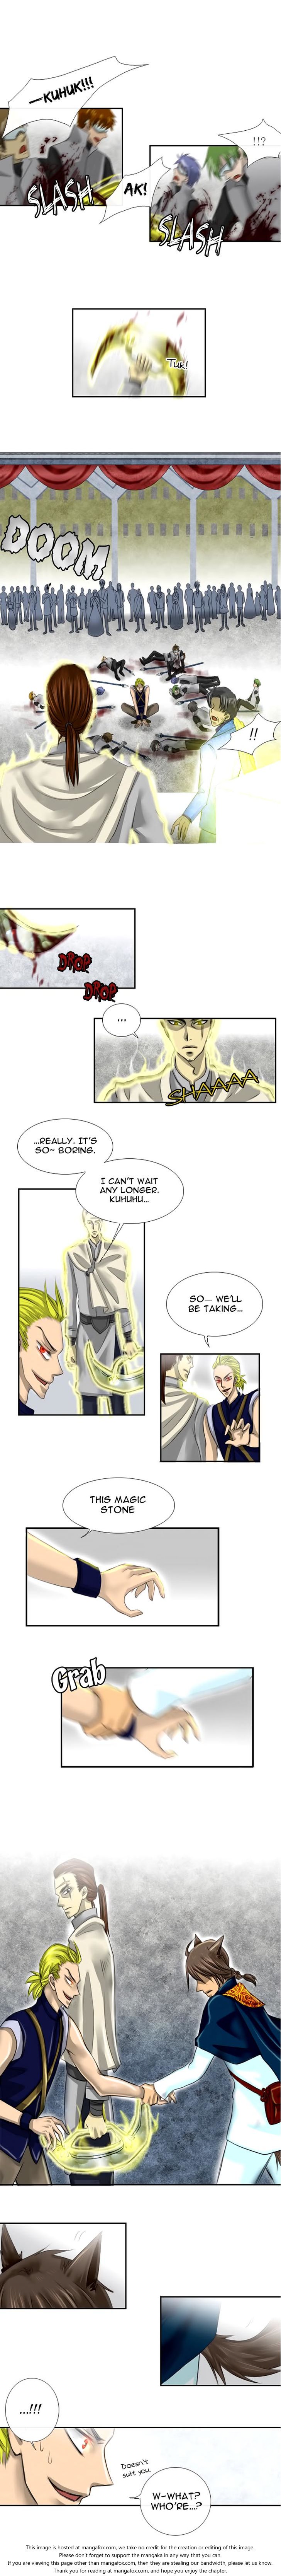 —KUHUK!!!
!!?
AK!
SLASH
SLASH
TUK!
DOOM
!!
DROP
DROP
...
SHAAAA
...REALLY. IT'S
SO~ BORING.
I CAN'T WAIT
ANY LONGER.
KUHUHU...
SO— WE'LL
BE TAKING...
THIS MAGIC
STONE
Grab
...!!!
Doesn't
suit you.
W-WHAT?
WHO'RE...?
This image is hosted at mangafox.com, we take no credit for the creation or editing of this image.
Please don't forget to support the mangaka in any way that you can.
If you are viewing this page other than mangafox.com, then they are stealing our bandwidth, please let us know.
Thank you for reading at mangafox.com, and hope you enjoy the chapter.